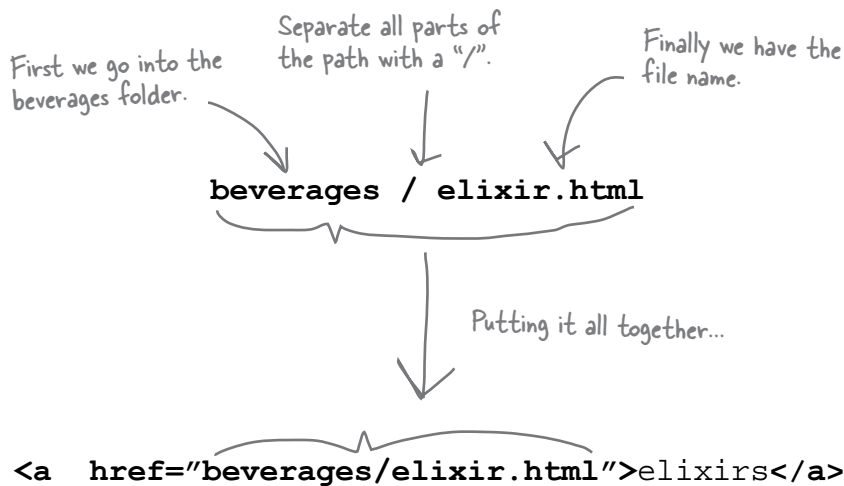 First we go into the
beverages folder.
Separate all parts of
the path with a “/”.
Finally we have the
file name.
beverages / elixir.html
Putting it all together...
<a href=”beverages/elixir.html”>elixirs</a>